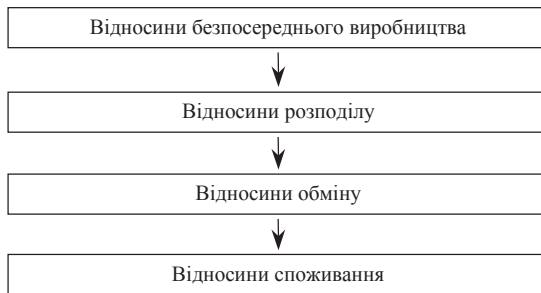 Відносини безпосереднього виробництва
Відносини розподілу
Відносини обміну
Відносини споживання